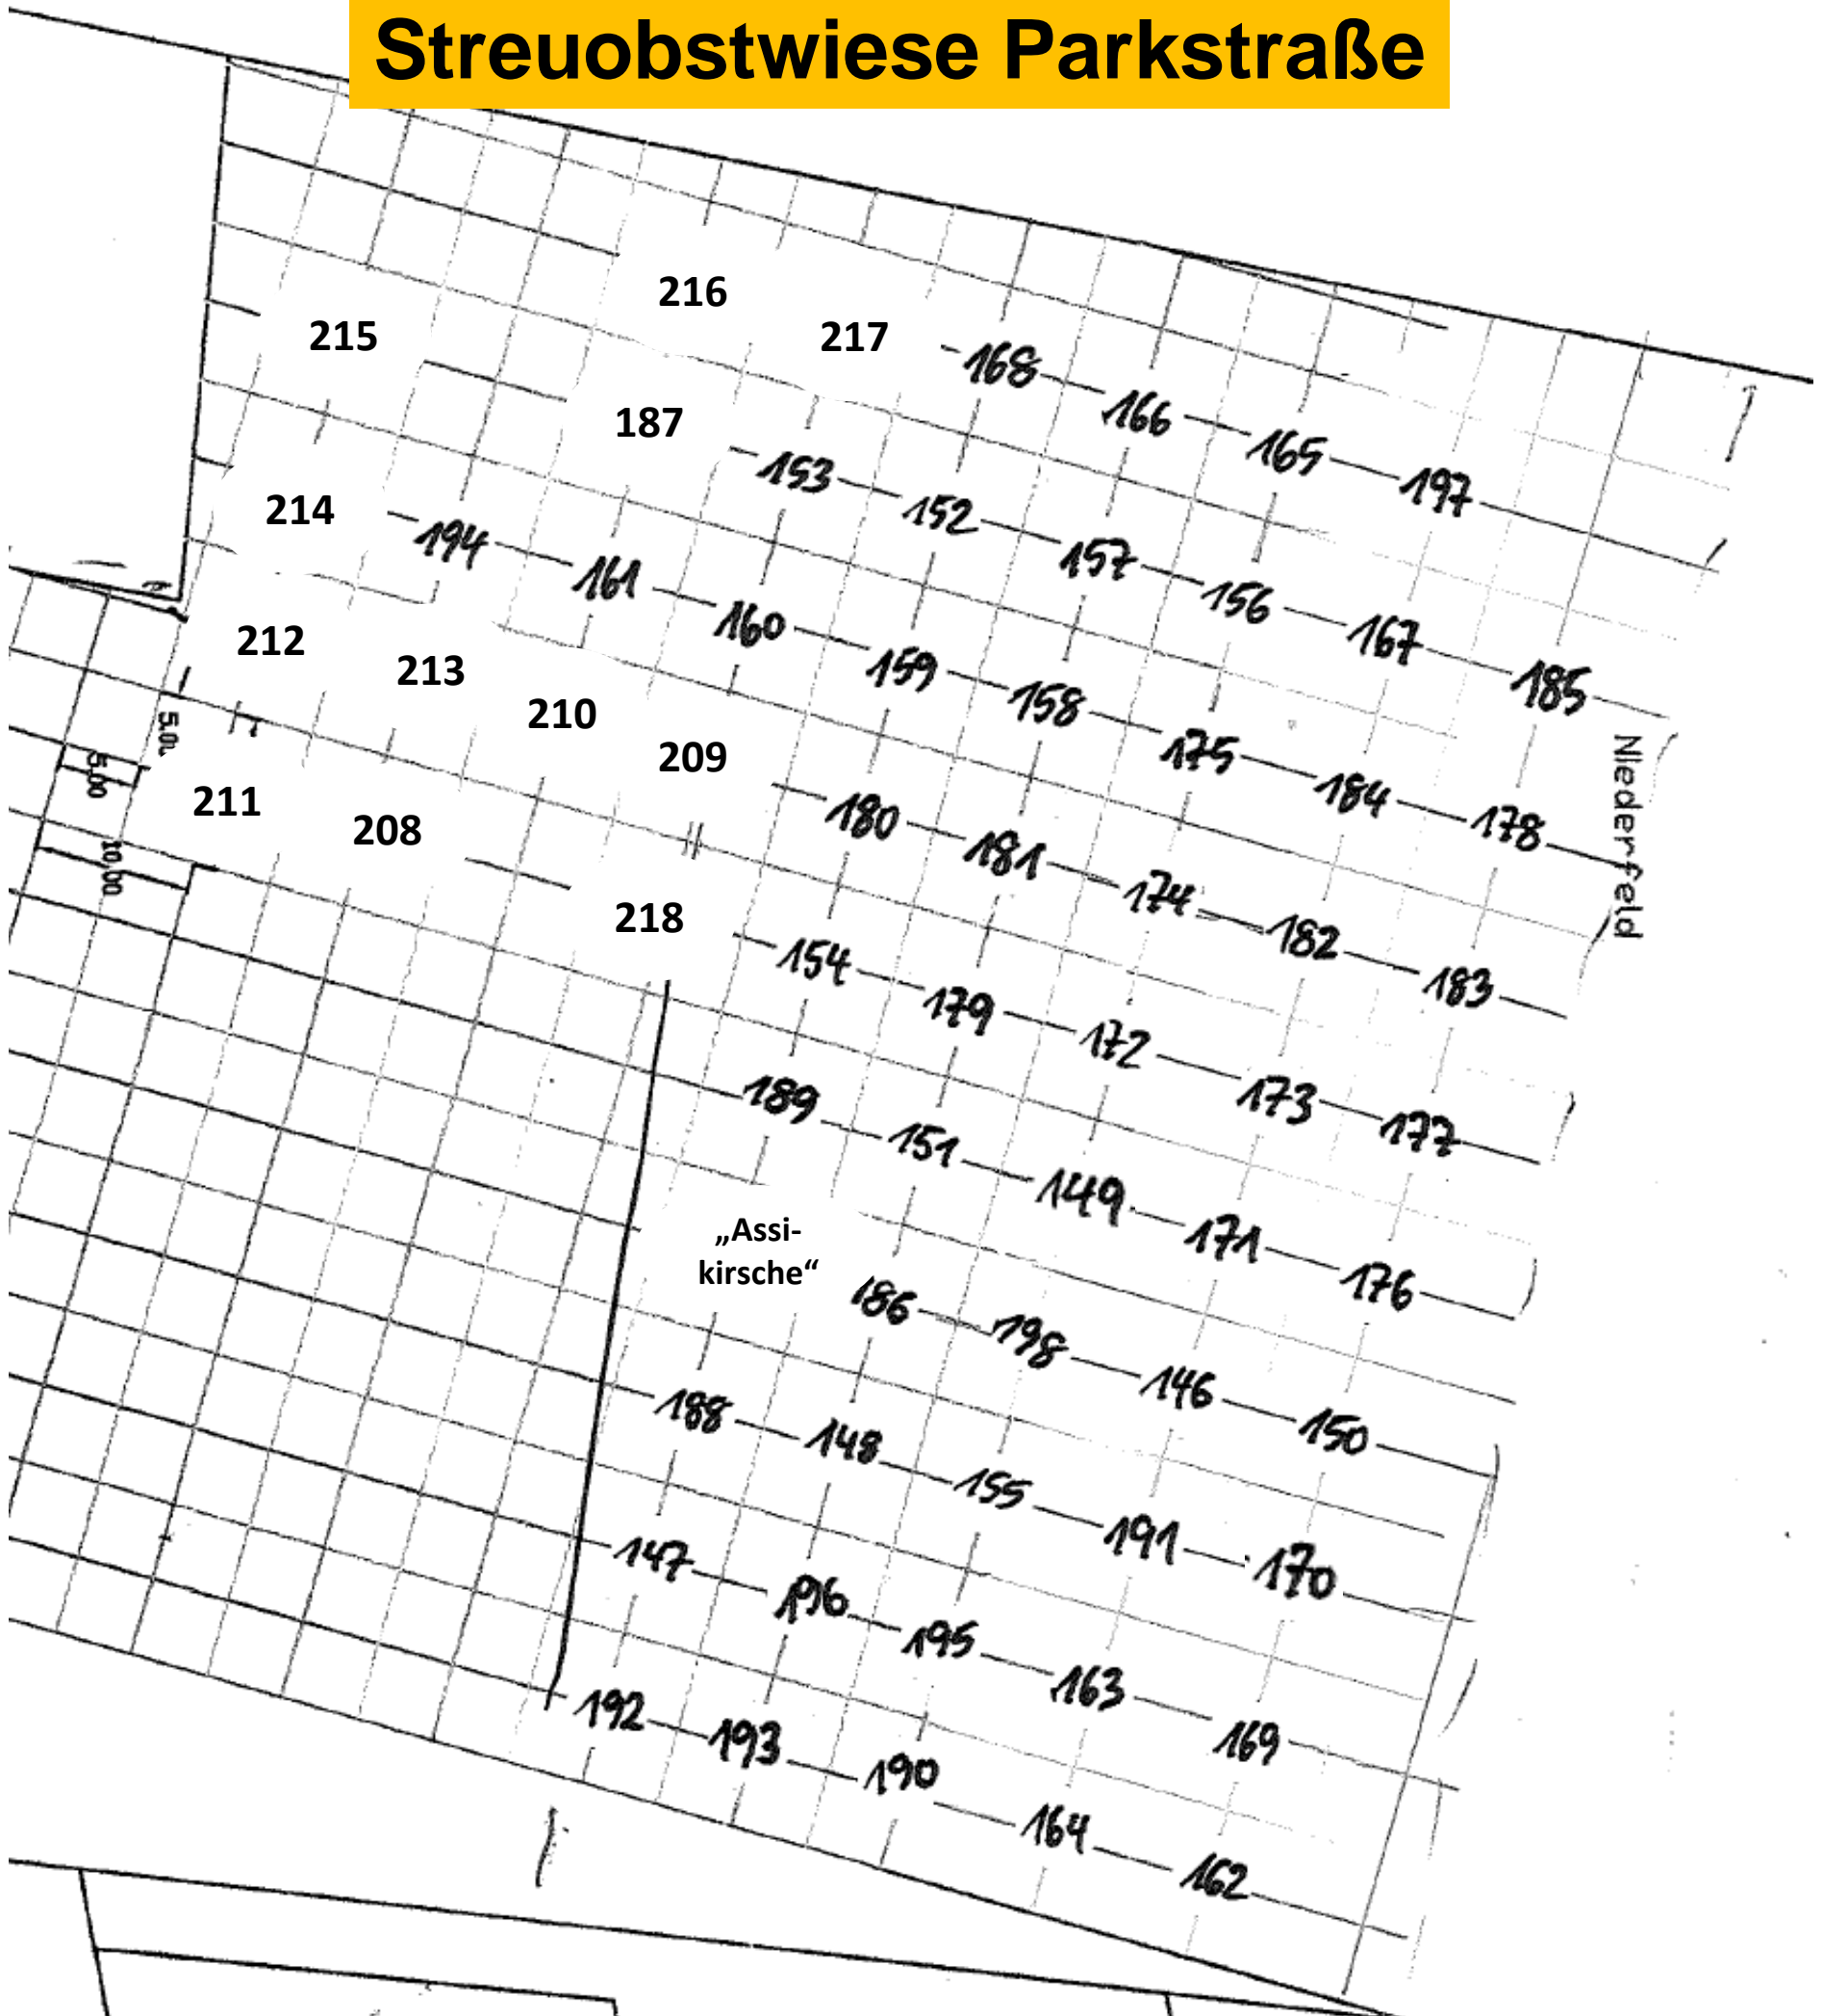 Streuobstwiese Parkstraße
216 217 168 166 165 197
215 187 153 152 157 156 167 185
214 194 161 160 159 158 175 184 178
212 213 210 209 180 181 174 182 183
211 208 218 154 179 172 173 177
189 151 149 171 176
„Assi-
kirsche“ 186 198 146 150
188 148 155 191 170
147 196 195 163 169
192 193 190 164 162
5.00
10,00
Niederfeld